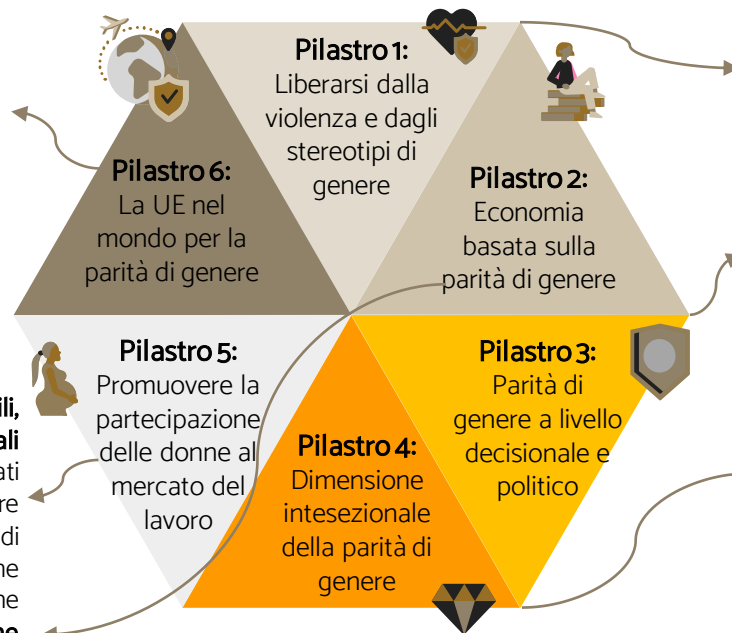 Pilastro 1:
Liberarsi dalla
violenza e dagli
stereotipi di
genere
Pilastro 2:
Economia
basata sulla
parità di genere
Pilastro 3:
Parità di
genere a livello
decisionale e
politico
Pilastro 4:
Dimensione
intesezionale
della parità di
genere
Pilastro 5:
Promuovere la
partecipazione
delle donne al
mercato del
lavoro
Pilastro 6:
La UE nel
mondo per la
parità di genere